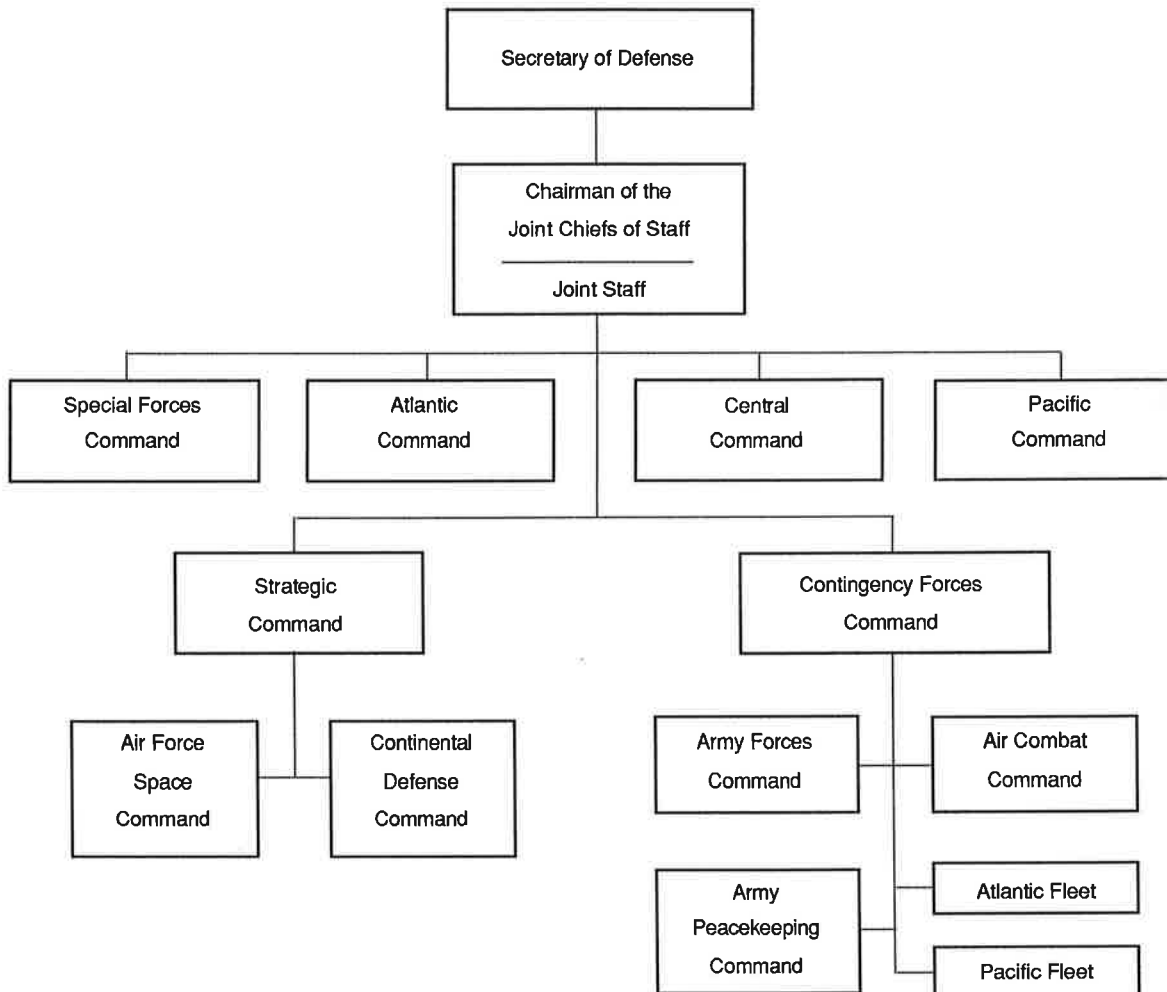 Secretary of Defense
Chairman of the
Joint Chiefs of Staff
Joint Staff
Special Forces
Command
Atlantic
Command
Central
Command
Pacific
Command
Strategic
Command
Contingency Forces
Command
Air Force
Space
Command
Continental
Defense
Command
Army Forces
Command
Air Combat
Command
Army
Peacekeeping
Command
Atlantic Fleet
Pacific Fleet